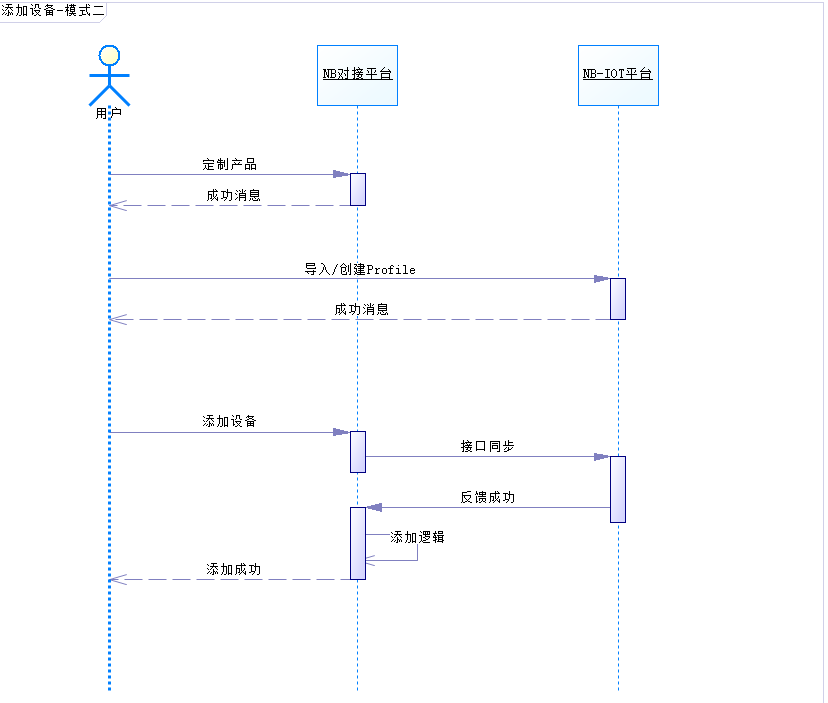 添加设备-模式二
用户
NB对接平台
NB-IOT平台
定制产品
成功消息
导入/创建Profile
成功消息
添加设备
接口同步
反馈成功
添加逻辑
添加成功